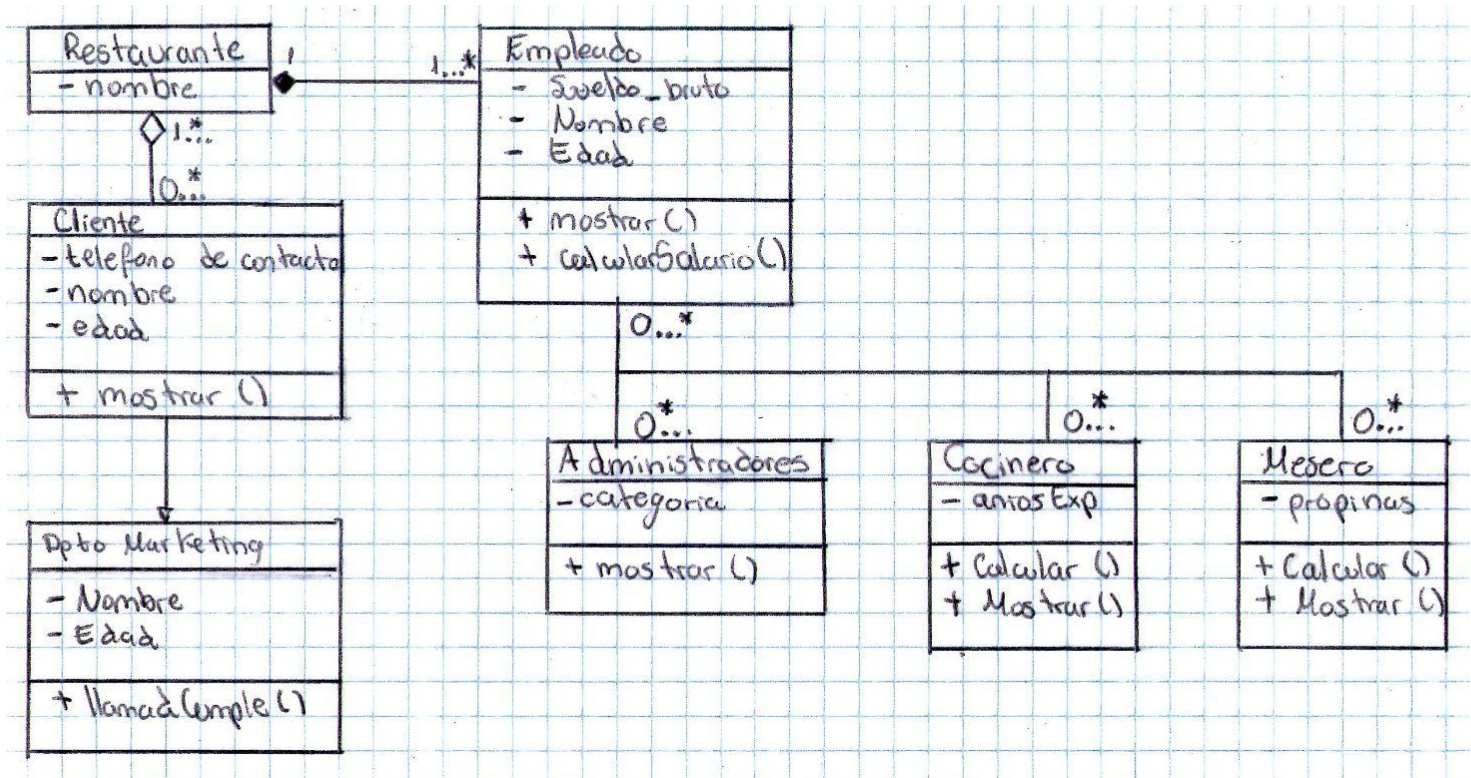 Restaurante
- nombre
1
1...*
Empleado
- Sueldo_bruto
- Nombre
- Edad
+ mostrar ()
+ calcularSalario()
1...*
0...*
Cliente
- telefono de contacto
- nombre
- edad
+ mostrar ()
0...*
0...*
0...*
0...*
Administradores
- categoria
+ mostrar ()
Cocinero
- aniosExp
+ Calcular ()
+ Mostrar ()
Mesero
- propinas
+ Calcular ()
+ Mostrar ()
Dpto Marketing
- Nombre
- Edad
+ llamadaCumple ()